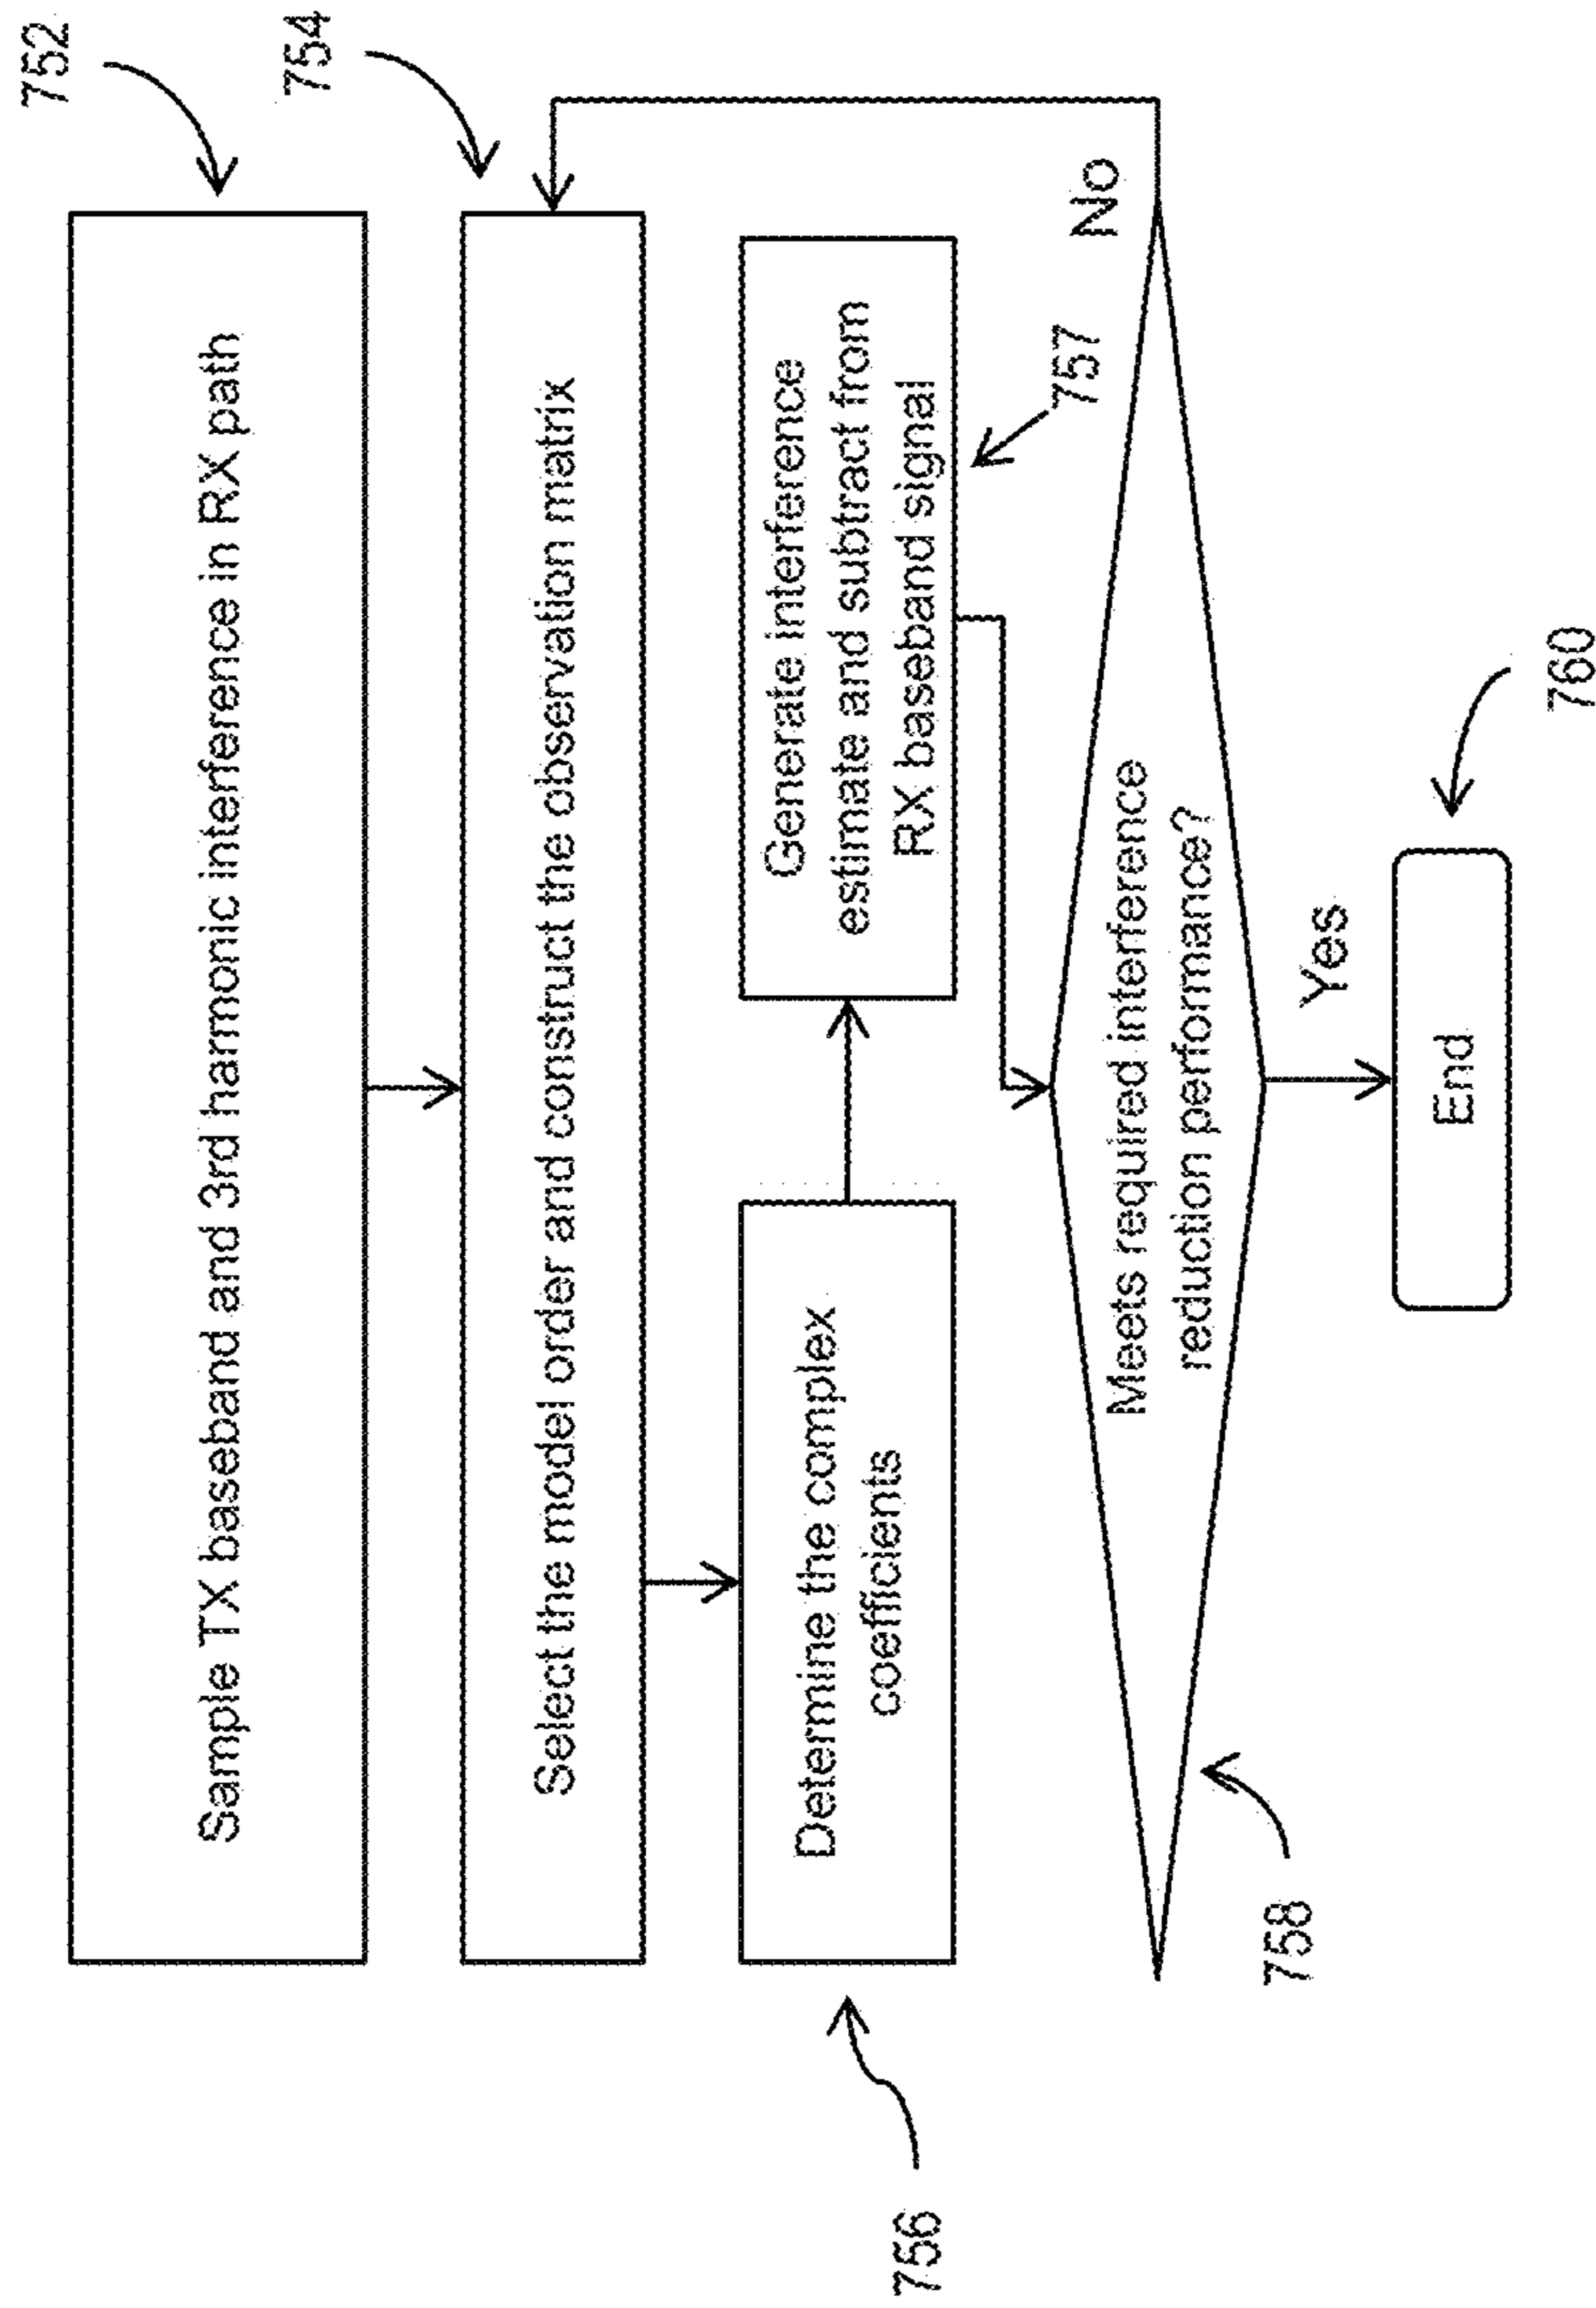 752
Sample TX baseband and 3rd harmonic interference in RX path
754
Select the model order and construct the observation matrix
756
Determine the complex
coefficients
Generate interference
estimate and subtract from
RX baseband signal
757
No
Meets required interference
reduction performance?
758
Yes
End
760